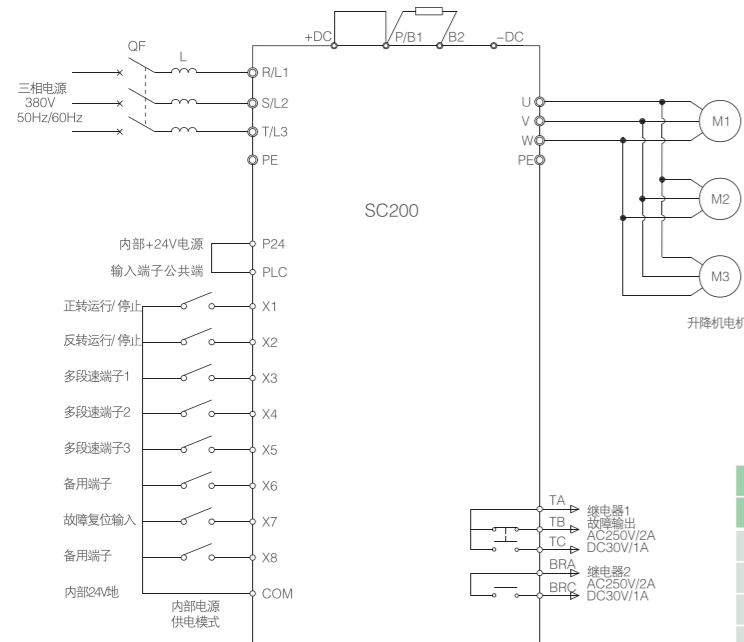 +DC
P/B1
B2
−DC
QF
L
三相电源
380V
50Hz/60Hz
R/L1
S/L2
T/L3
PE
U
V
W
PE
M1
M2
M3
升降机电机
SC200
内部+24V电源
P24
输入端子公共端
PLC
正转运行/ 停止
X1
反转运行/ 停止
X2
多段速端子1
X3
多段速端子2
X4
多段速端子3
X5
备用端子
X6
故障复位输入
X7
备用端子
X8
内部24V地
COM
内部电源
供电模式
TA
TB
TC
继电器1
故障输出
AC250V/2A
DC30V/1A
BRA
BRC
继电器2
AC250V/2A
DC30V/1A